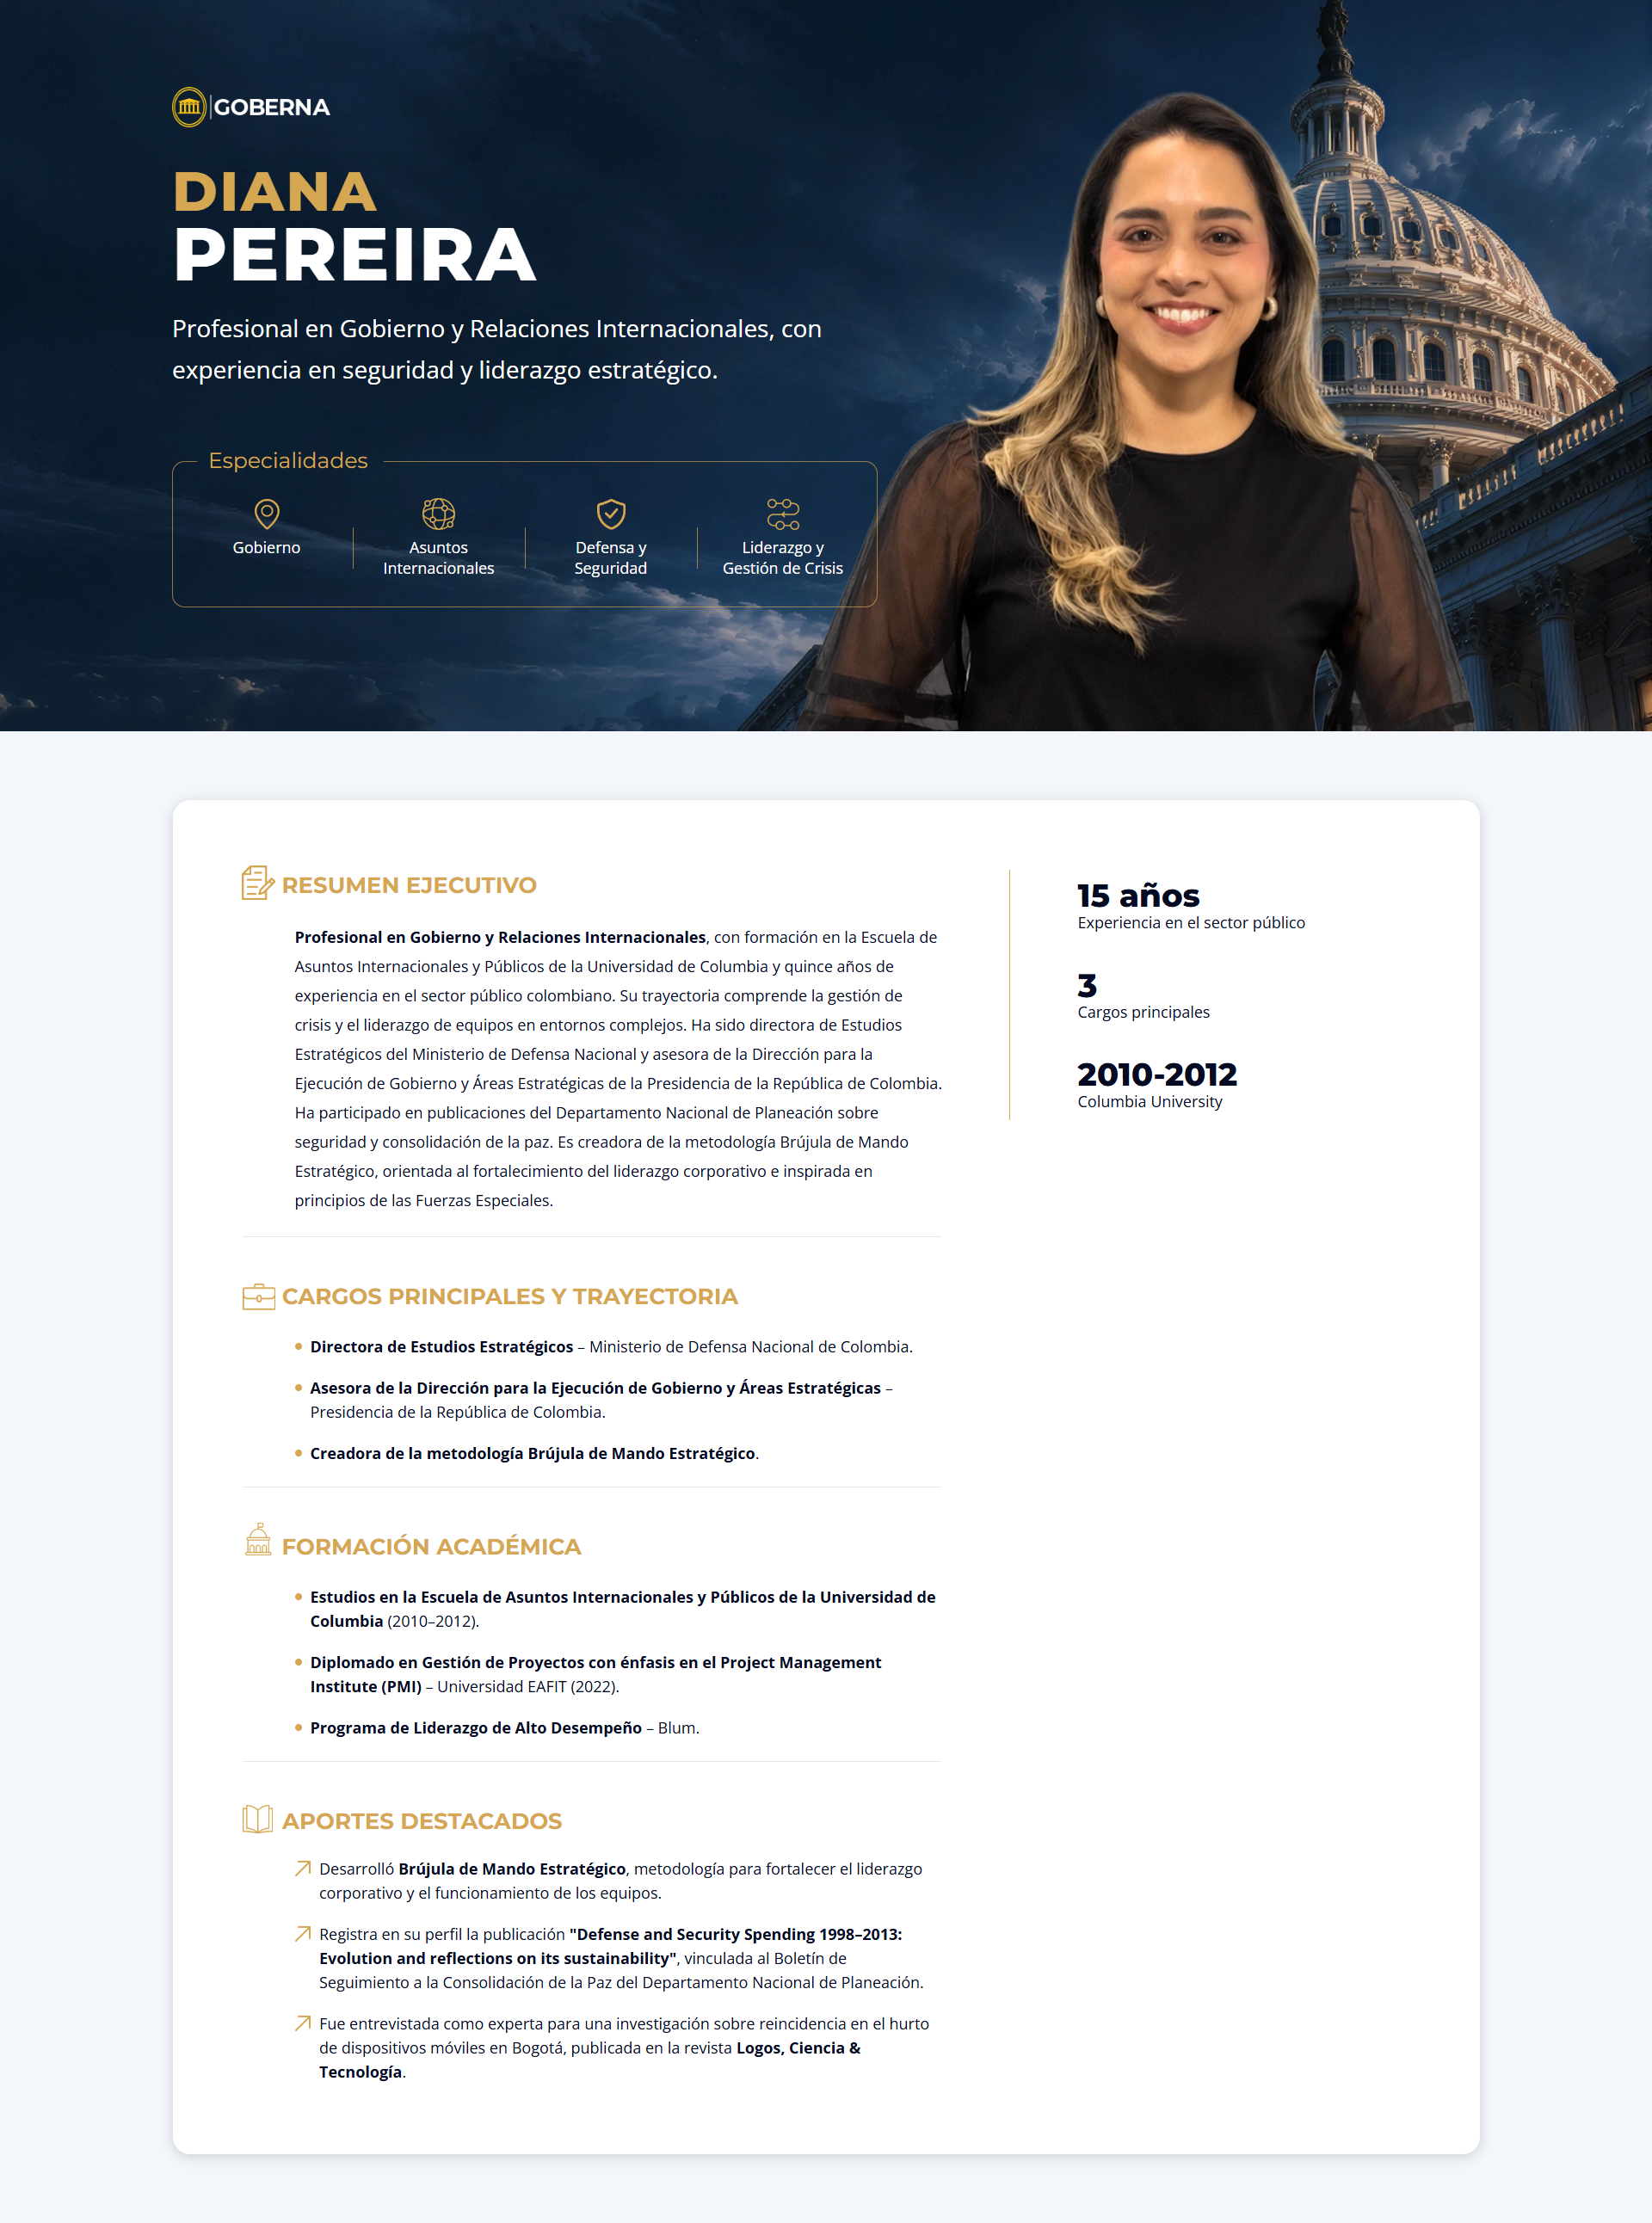 GOBERNA
DIANA
PEREIRA
Profesional en Gobierno y Relaciones Internacionales, con
experiencia en seguridad y liderazgo estratégico.
Especialidades
Gobierno
Asuntos
Internacionales
Defensa y
Seguridad
Liderazgo y
Gestión de Crisis
RESUMEN EJECUTIVO
Profesional en Gobierno y Relaciones Internacionales, con formación en la Escuela de
Asuntos Internacionales y Públicos de la Universidad de Columbia y quince años de
experiencia en el sector público colombiano. Su trayectoria comprende la gestión de
crisis y el liderazgo de equipos en entornos complejos. Ha sido directora de Estudios
Estratégicos del Ministerio de Defensa Nacional y asesora de la Dirección para la
Ejecución de Gobierno y Áreas Estratégicas de la Presidencia de la República de Colombia.
Ha participado en publicaciones del Departamento Nacional de Planeación sobre
seguridad y consolidación de la paz. Es creadora de la metodología Brújula de Mando
Estratégico, orientada al fortalecimiento del liderazgo corporativo e inspirada en
principios de las Fuerzas Especiales.
15 años
Experiencia en el sector público
3
Cargos principales
2010-2012
Columbia University
CARGOS PRINCIPALES Y TRAYECTORIA
Directora de Estudios Estratégicos – Ministerio de Defensa Nacional de Colombia.
Asesora de la Dirección para la Ejecución de Gobierno y Áreas Estratégicas –
Presidencia de la República de Colombia.
Creadora de la metodología Brújula de Mando Estratégico.
FORMACIÓN ACADÉMICA
Estudios en la Escuela de Asuntos Internacionales y Públicos de la Universidad de
Columbia (2010–2012).
Diplomado en Gestión de Proyectos con énfasis en el Project Management
Institute (PMI) – Universidad EAFIT (2022).
Programa de Liderazgo de Alto Desempeño – Blum.
APORTES DESTACADOS
Desarrolló Brújula de Mando Estratégico, metodología para fortalecer el liderazgo
corporativo y el funcionamiento de los equipos.
Registra en su perfil la publicación "Defense and Security Spending 1998–2013:
Evolution and reflections on its sustainability", vinculada al Boletín de
Seguimiento a la Consolidación de la Paz del Departamento Nacional de Planeación.
Fue entrevistada como experta para una investigación sobre reincidencia en el hurto
de dispositivos móviles en Bogotá, publicada en la revista Logos, Ciencia &
Tecnología.